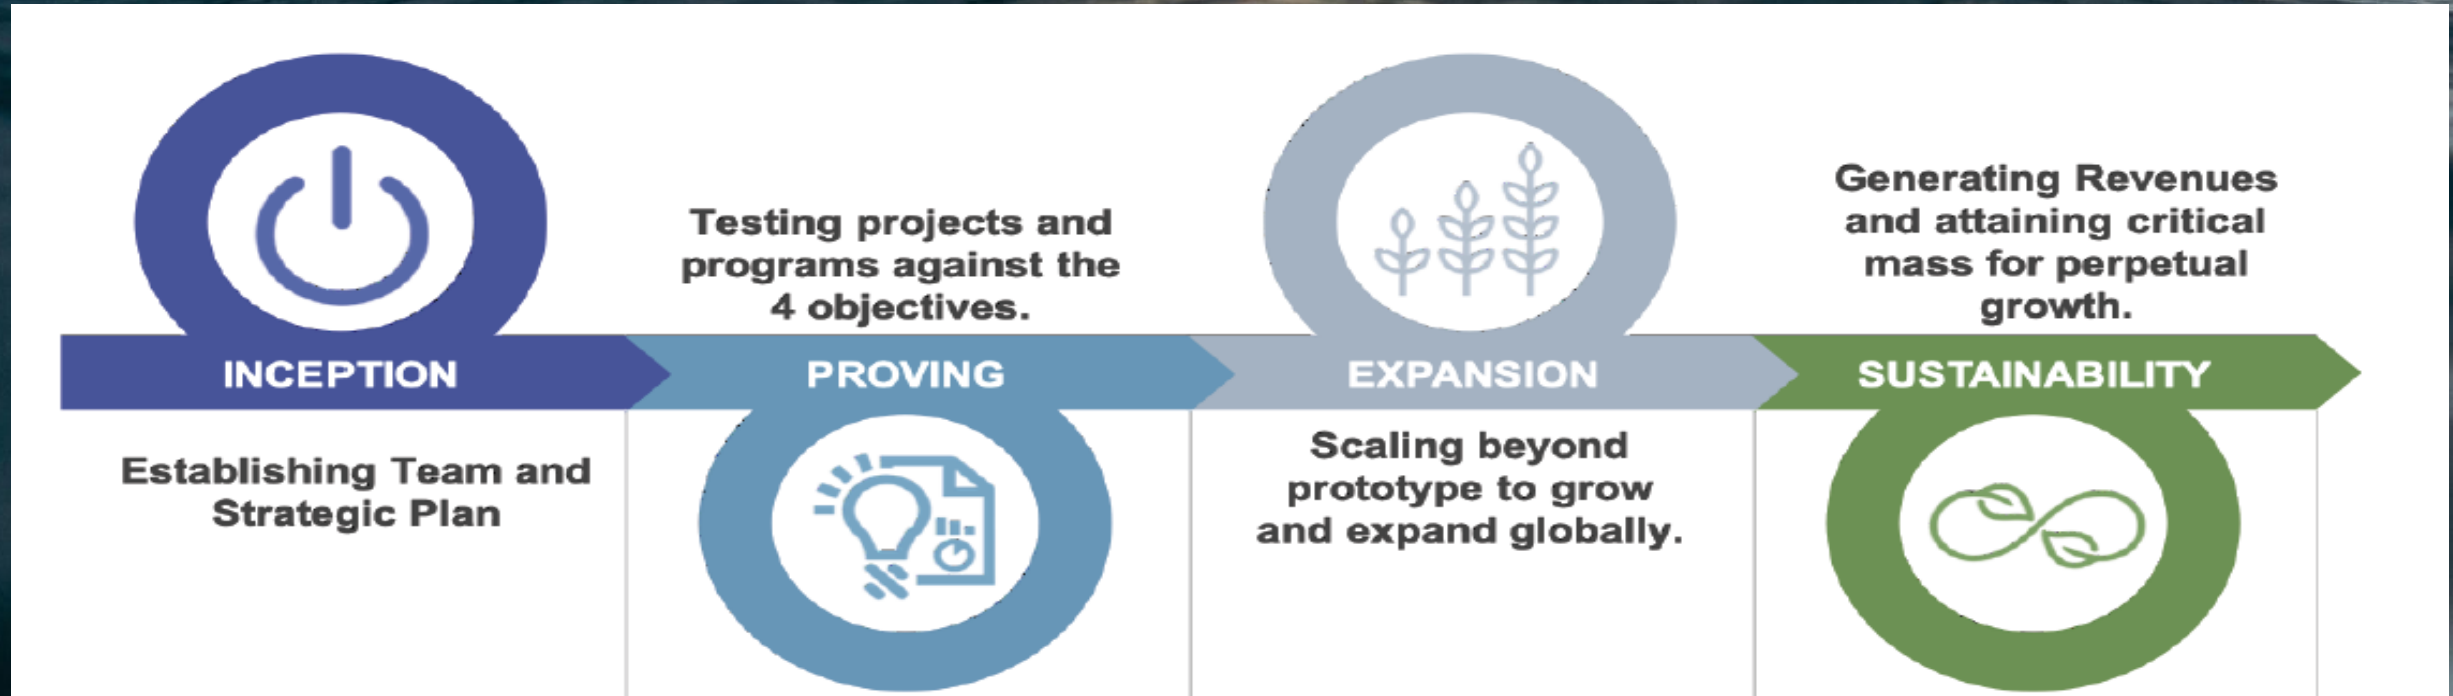 INCEPTION
Establishing Team and
Strategic Plan
Testing projects and
programs against the
4 objectives.
PROVING
EXPANSION
Scaling beyond
prototype to grow
and expand globally.
Generating Revenues
and attaining critical
mass for perpetual
growth.
SUSTAINABILITY